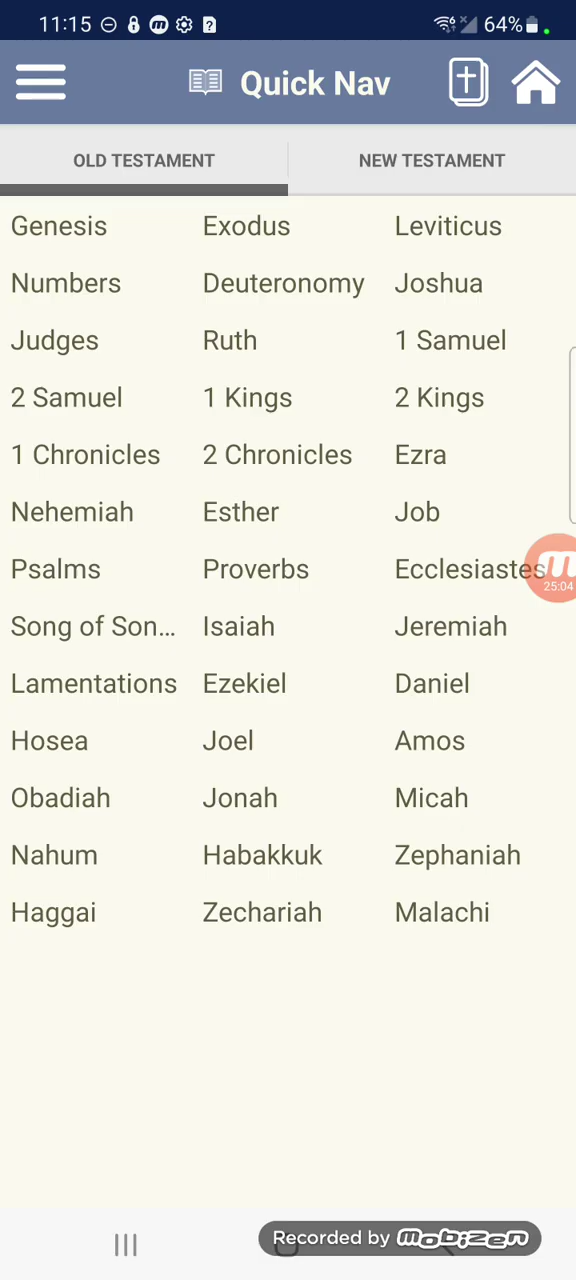 11:15 64%
Quick Nav
OLD TESTAMENT NEW TESTAMENT
Genesis Exodus Leviticus
Numbers Deuteronomy Joshua
Judges Ruth 1 Samuel
2 Samuel 1 Kings 2 Kings
1 Chronicles 2 Chronicles Ezra
Nehemiah Esther Job
Psalms Proverbs Ecclesiastes
25:04
Song of Son... Isaiah Jeremiah
Lamentations Ezekiel Daniel
Hosea Joel Amos
Obadiah Jonah Micah
Nahum Habakkuk Zephaniah
Haggai Zechariah Malachi
Recorded by mobizen